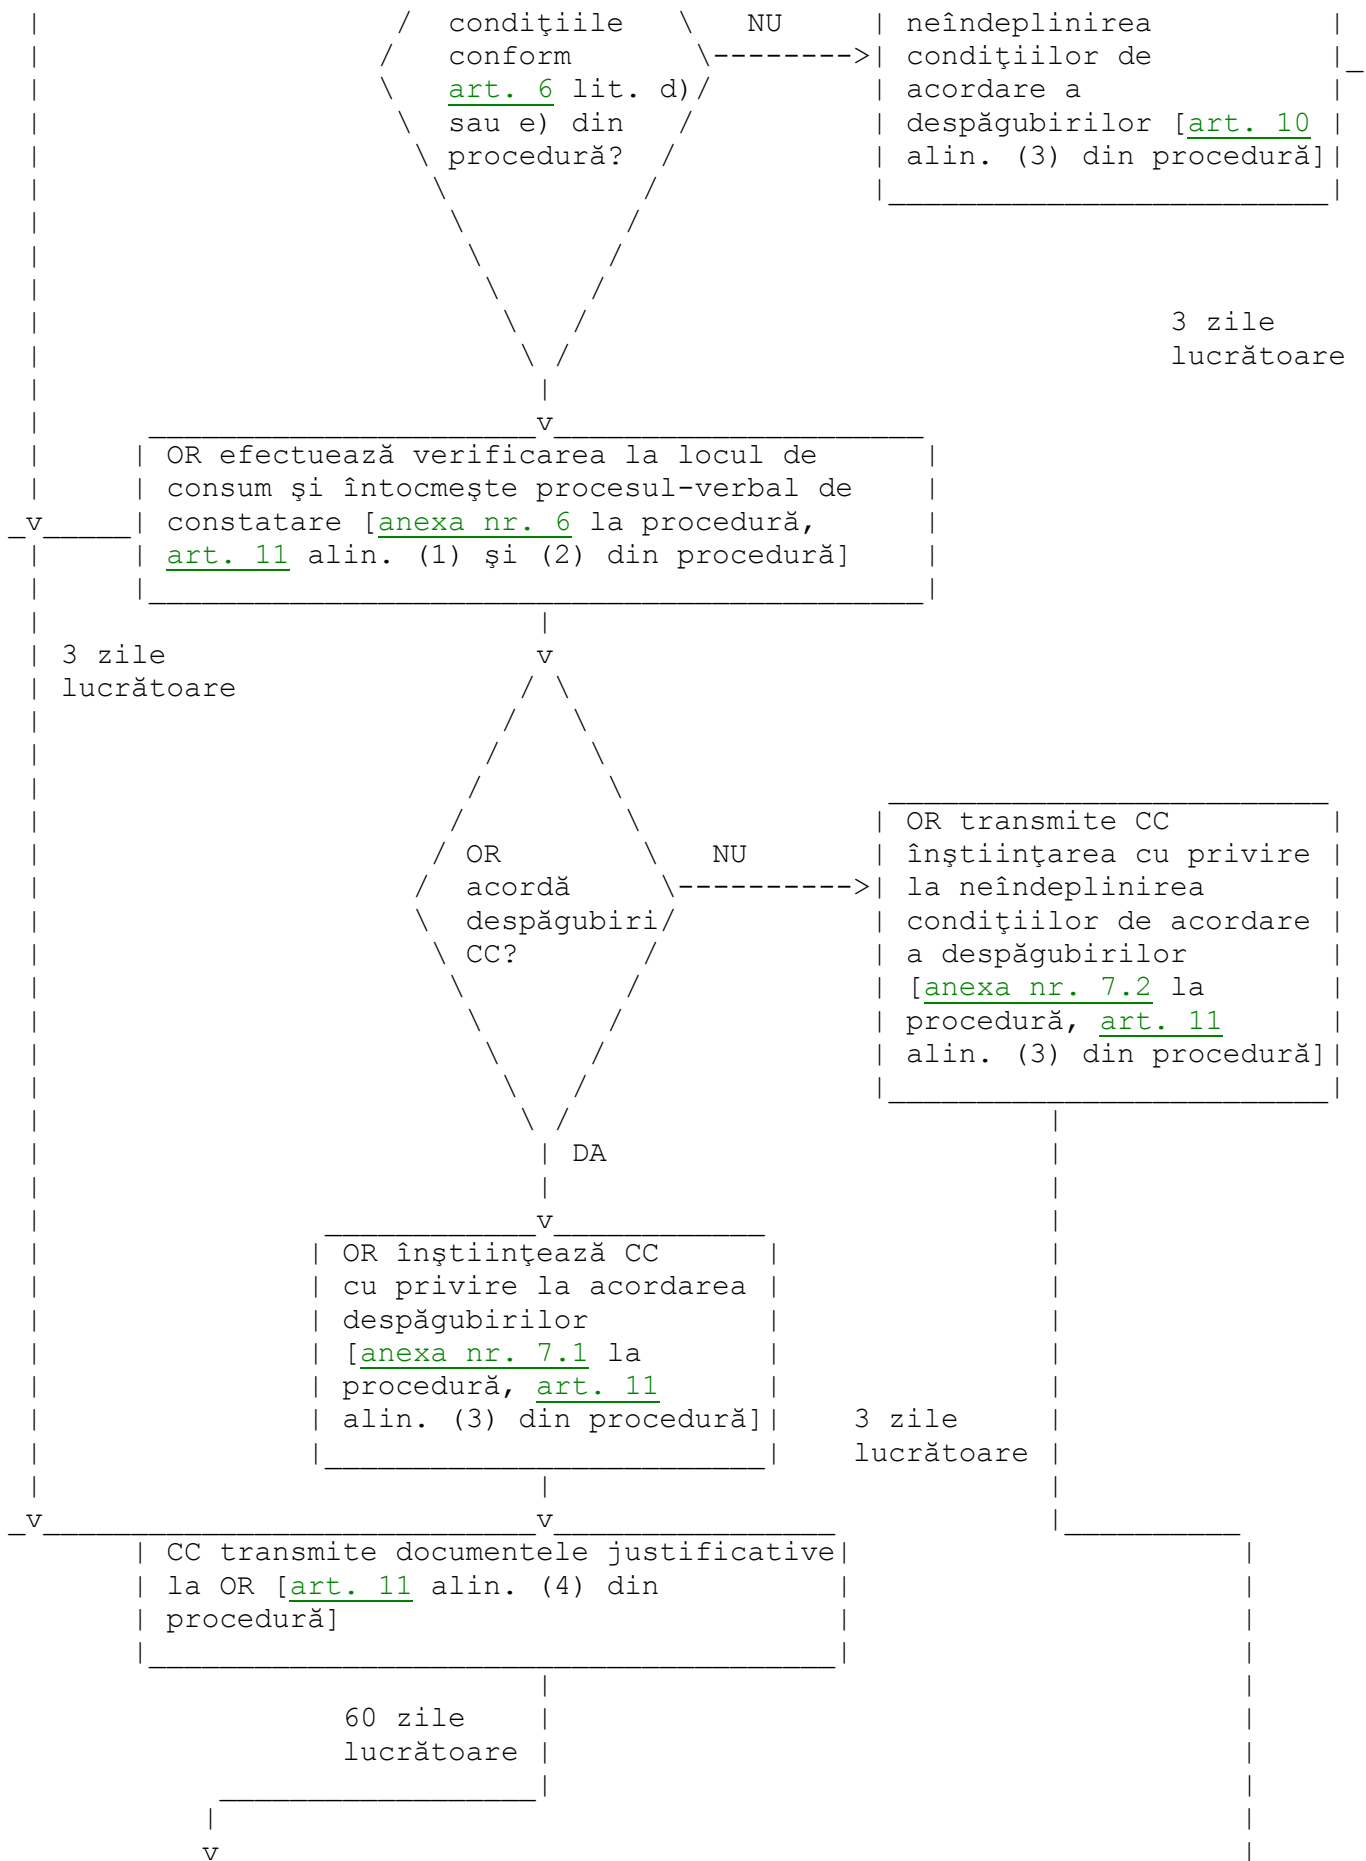 condiţiile NU neîndeplinirea
conform condiţiilor de
art. 6 lit. d) acordare a
sau e) din despăgubirilor [art. 10
procedură? alin. (3) din procedură]
3 zile
lucrătoare
OR efectuează verificarea la locul de
consum şi întocmeşte procesul-verbal de
constatare [anexa nr. 6 la procedură,
art. 11 alin. (1) şi (2) din procedură]
3 zile
lucrătoare
OR transmite CC
OR NU înştiinţarea cu privire
acordă la neîndeplinirea
despăgubiri condiţiilor de acordare
CC? a despăgubirilor
[anexa nr. 7.2 la
procedură, art. 11
alin. (3) din procedură]
DA
OR înştiinţează CC
cu privire la acordarea
despăgubirilor
[anexa nr. 7.1 la
procedură, art. 11
alin. (3) din procedură] 3 zile
lucrătoare
CC transmite documentele justificative
la OR [art. 11 alin. (4) din
procedură]
60 zile
lucrătoare